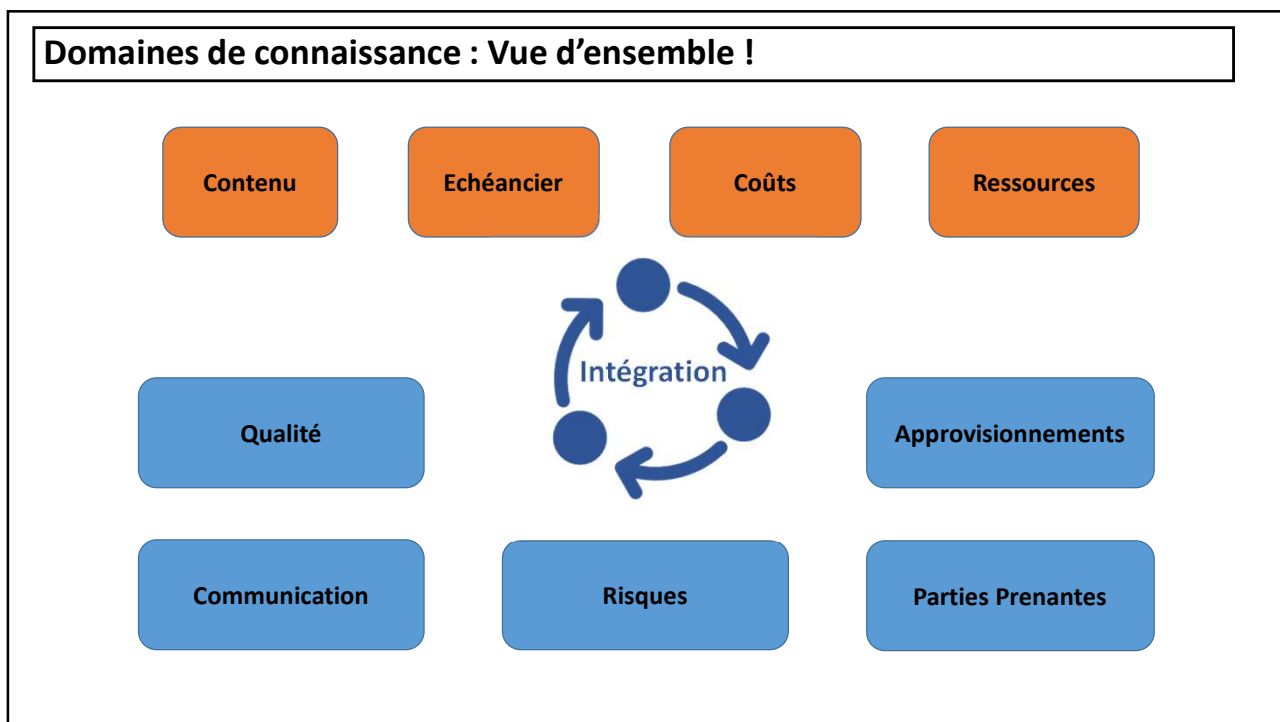 Domaines de connaissance : Vue d’ensemble !
Contenu
Echéancier
Coûts
Ressources
Intégration
Qualité
Approvisionnements
Communication
Risques
Parties Prenantes